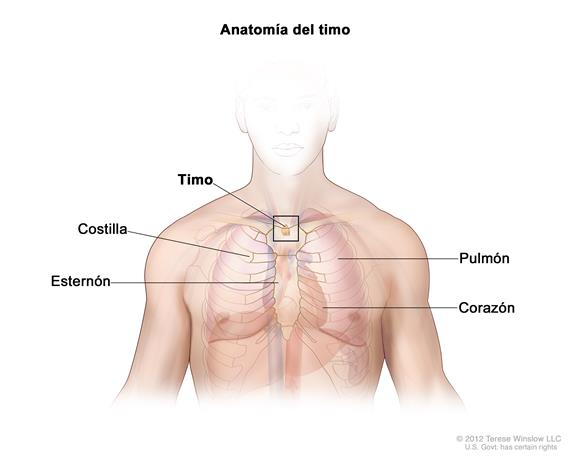 Anatomía del timo
Timo
Costilla
Esternón
Pulmón
Corazón
© 2012 Terese Winslow LLC
U.S. Govt. has certain rights